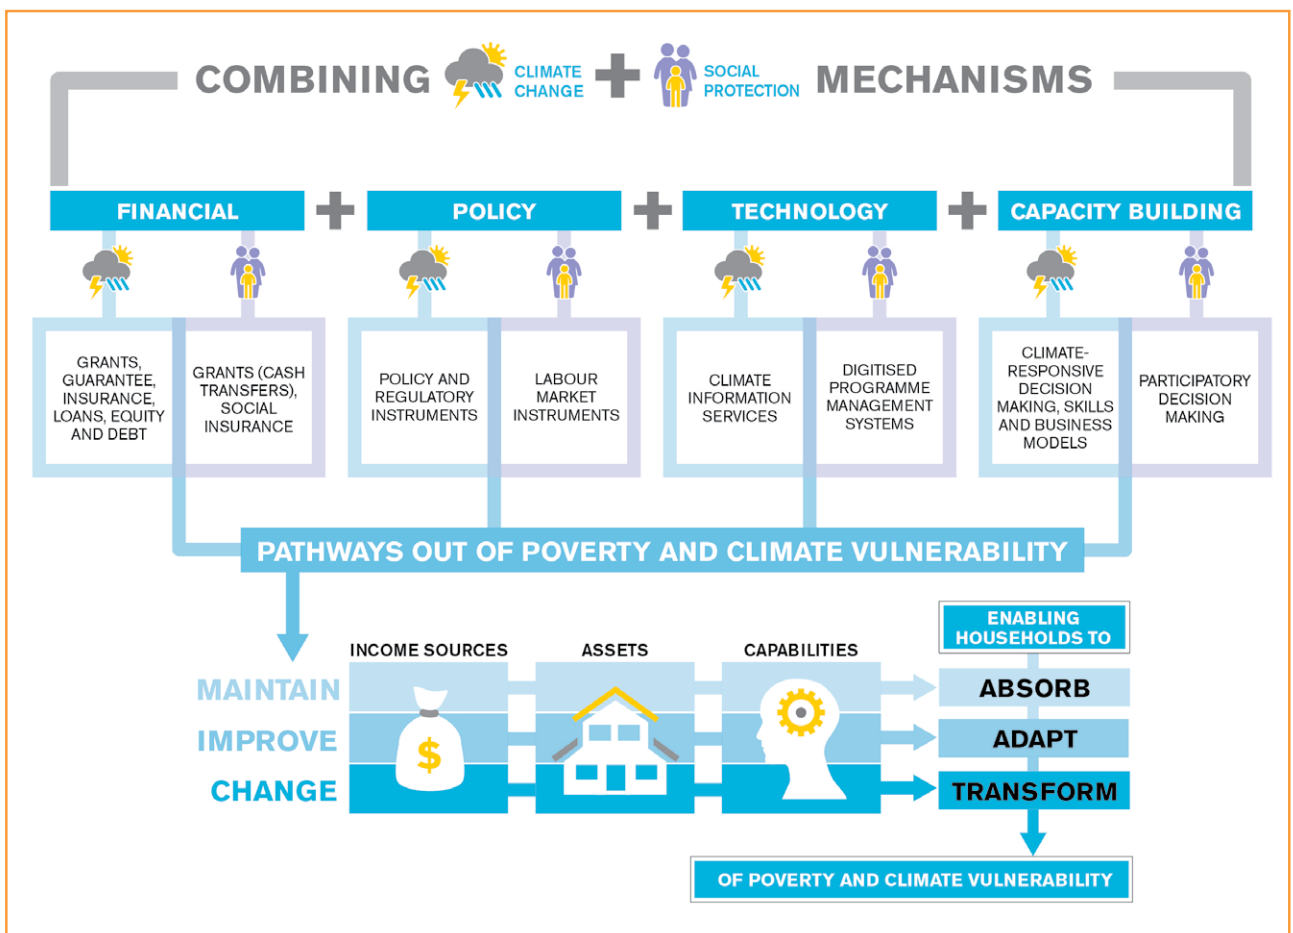 COMBINING CLIMATE CHANGE + SOCIAL PROTECTION MECHANISMS
FINANCIAL + POLICY + TECHNOLOGY + CAPACITY BUILDING
GRANTS,
GUARANTEE,
INSURANCE,
LOANS, EQUITY
AND DEBT
GRANTS (CASH
TRANSFERS),
SOCIAL
INSURANCE
POLICY AND
REGULATORY
INSTRUMENTS
LABOUR
MARKET
INSTRUMENTS
CLIMATE
INFORMATION
SERVICES
DIGITISED
PROGRAMME
MANAGEMENT
SYSTEMS
CLIMATE-
RESPONSIVE
DECISION
MAKING, SKILLS
AND BUSINESS
MODELS
PARTICIPATORY
DECISION
MAKING
PATHWAYS OUT OF POVERTY AND CLIMATE VULNERABILITY
INCOME SOURCES
ASSETS
CAPABILITIES
ENABLING
HOUSEHOLDS TO
MAINTAIN
ABSORB
IMPROVE
$
ADAPT
CHANGE
TRANSFORM
OF POVERTY AND CLIMATE VULNERABILITY